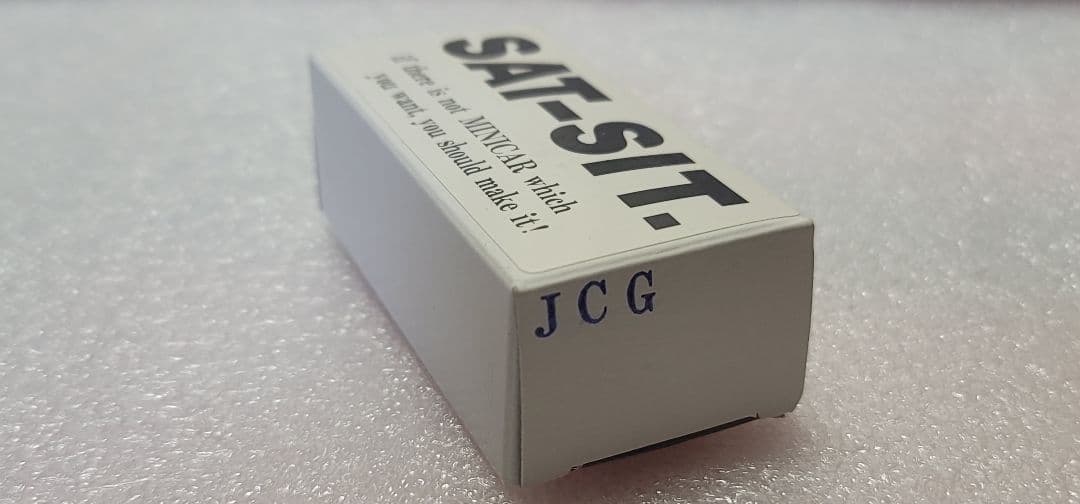 SAT-SIT.
if there is not MINICAR which
you want, you should make it!
JCG